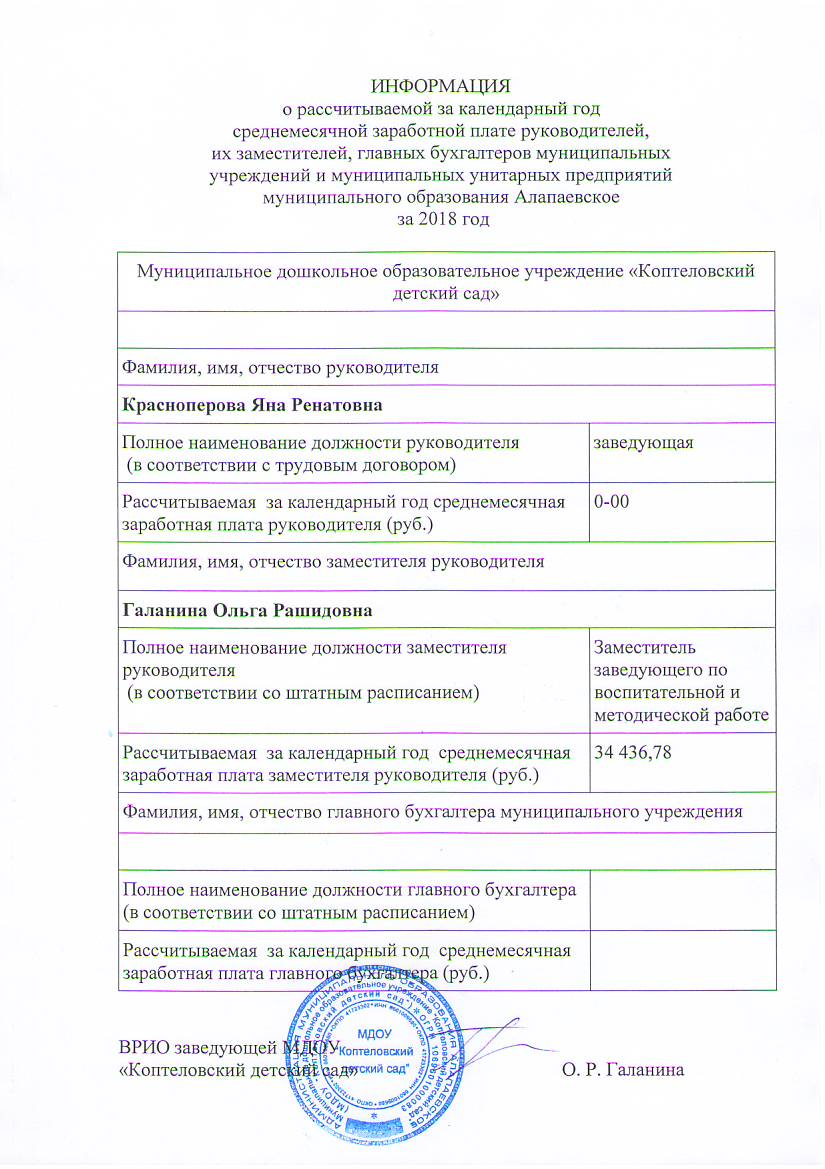 ИНФОРМАЦИЯ
о рассчитываемой за календарный год
среднемесячной заработной плате руководителей,
их заместителей, главных бухгалтеров муниципальных
учреждений и муниципальных унитарных предприятий
муниципального образования Алапаевское
за 2018 год
Муниципальное дошкольное образовательное учреждение «Коптеловский
детский сад»
Фамилия, имя, отчество руководителя
Красноперова Яна Ренатовна
Полное наименование должности руководителя
(в соответствии с трудовым договором)
заведующая
Рассчитываемая за календарный год среднемесячная
заработная плата руководителя (руб.)
0-00
Фамилия, имя, отчество заместителя руководителя
Галанина Ольга Рашидовна
Полное наименование должности заместителя
руководителя
(в соответствии со штатным расписанием)
Заместитель
заведующего по
воспитательной и
методической работе
Рассчитываемая за календарный год среднемесячная
заработная плата заместителя руководителя (руб.)
34 436,78
Фамилия, имя, отчество главного бухгалтера муниципального учреждения
Полное наименование должности главного бухгалтера
(в соответствии со штатным расписанием)
Рассчитываемая за календарный год среднемесячная
заработная плата главного бухгалтера (руб.)
ВРИО заведующей МДОУ
«Коптеловский детский сад»
О. Р. Галанина
МДОУ
"Коптеловский
детский сад"